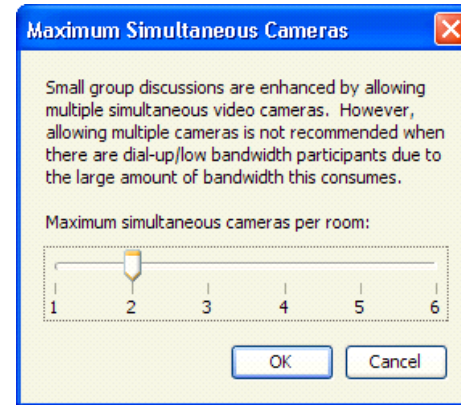 Maximum Simultaneous Cameras
Small group discussions are enhanced by allowing
multiple simultaneous video cameras. However,
allowing multiple cameras is not recommended when
there are dial-up/low bandwidth participants due to
the large amount of bandwidth this consumes.
Maximum simultaneous cameras per room:
1 2 3 4 5 6
OK Cancel